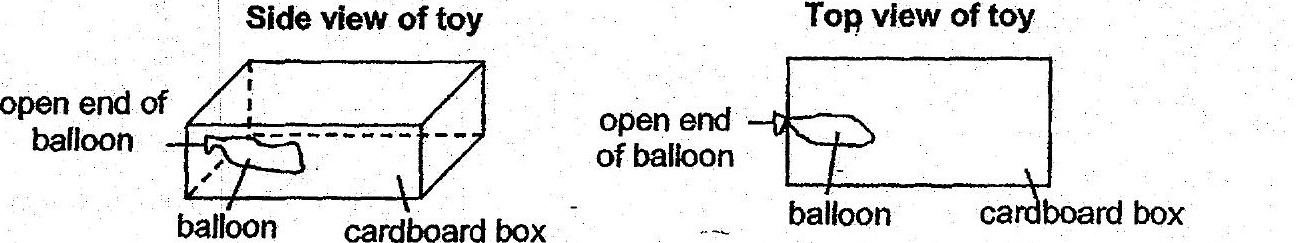 Side view of toy
open end of
balloon
balloon
cardboard box
Top view of toy
open end
of balloon
balloon
cardboard box